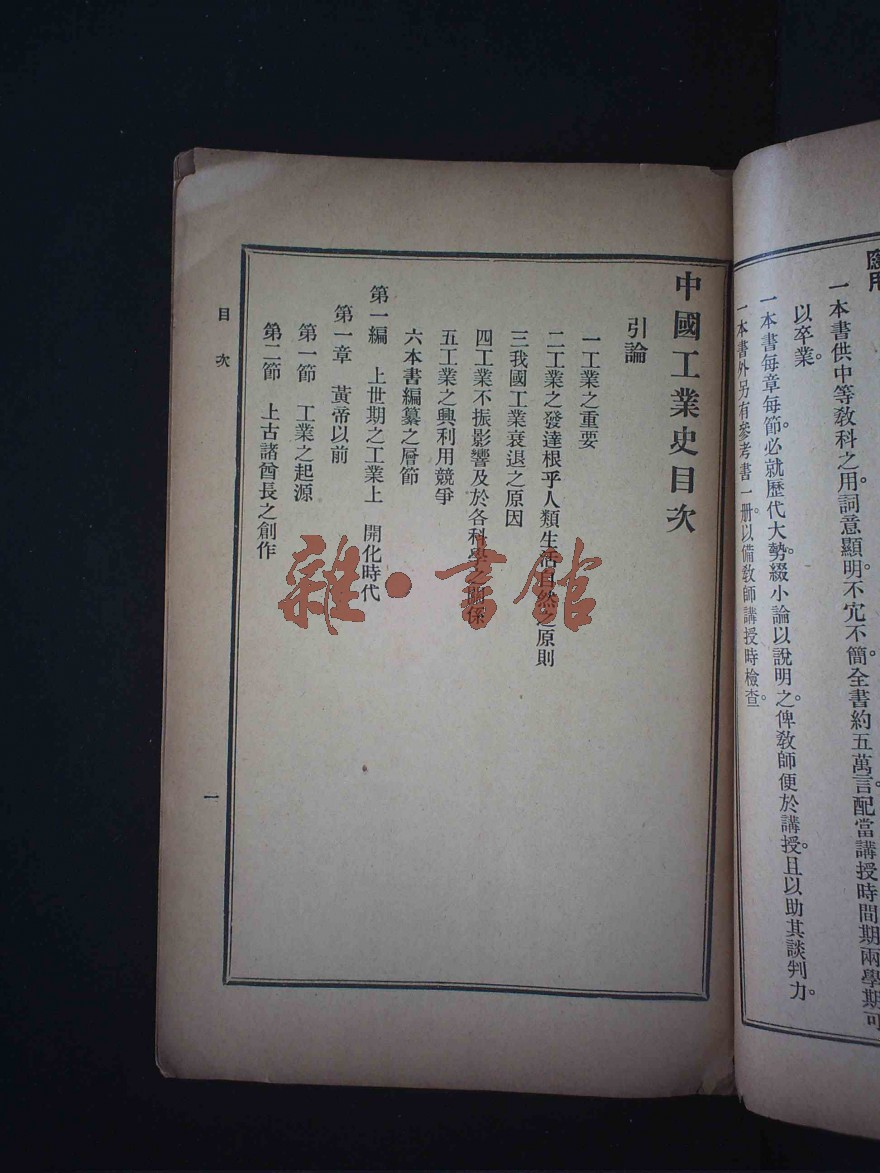 應用
一本書供中等敎科之用。詞意顯明。不宂不簡。全書約五萬言。配當講授時間。期兩學期可
以卒業。
一本書每章每節。必就歷代大勢。綴小論以說明之。俾敎師便於講授。且以助其談判力。
一本書外另有參考書一册。以備敎師講授時檢查。
中國工業史目次
引論
一工業之重要
二工業之發達根乎人類生活自然之原則
三我國工業衰退之原因
四工業不振影響及於各科學之關係
五工業之興利用競爭
六本書編纂之層節
第一編　上世期之工業上　開化時代
第一章　黃帝以前
第一節　工業之起源
第二節　上古諸酋長之創作
目次
一
雜·書館